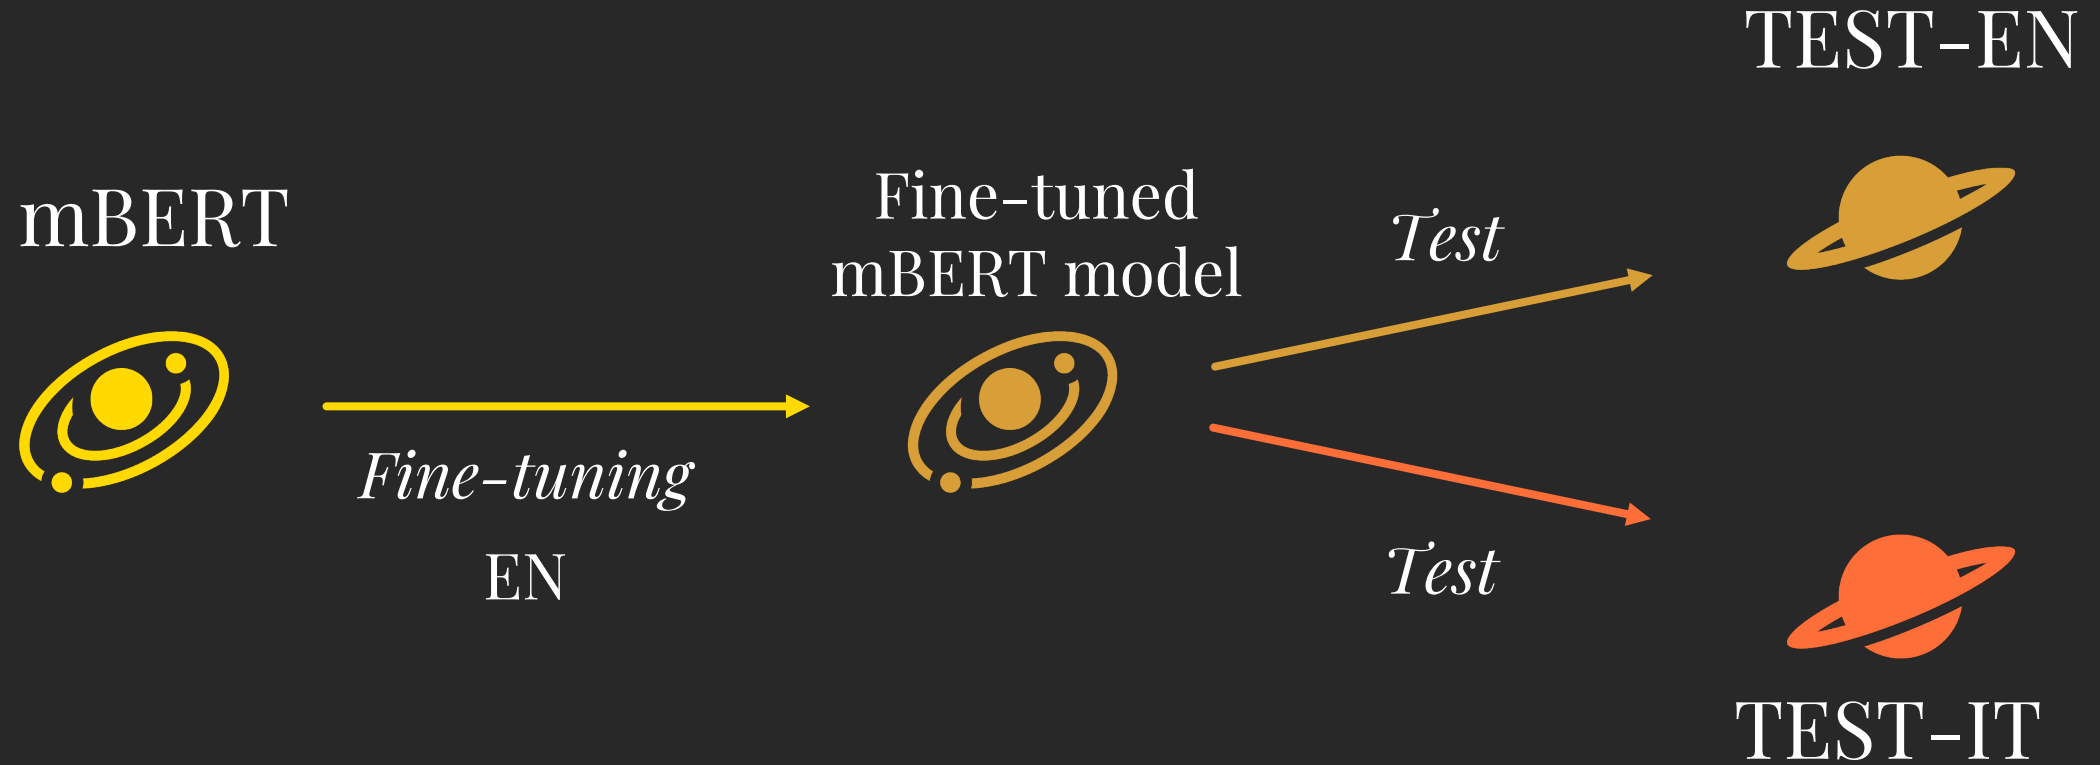 mBERT
Fine-tuning
EN
Fine-tuned
mBERT model
Test
Test
TEST-EN
TEST-IT